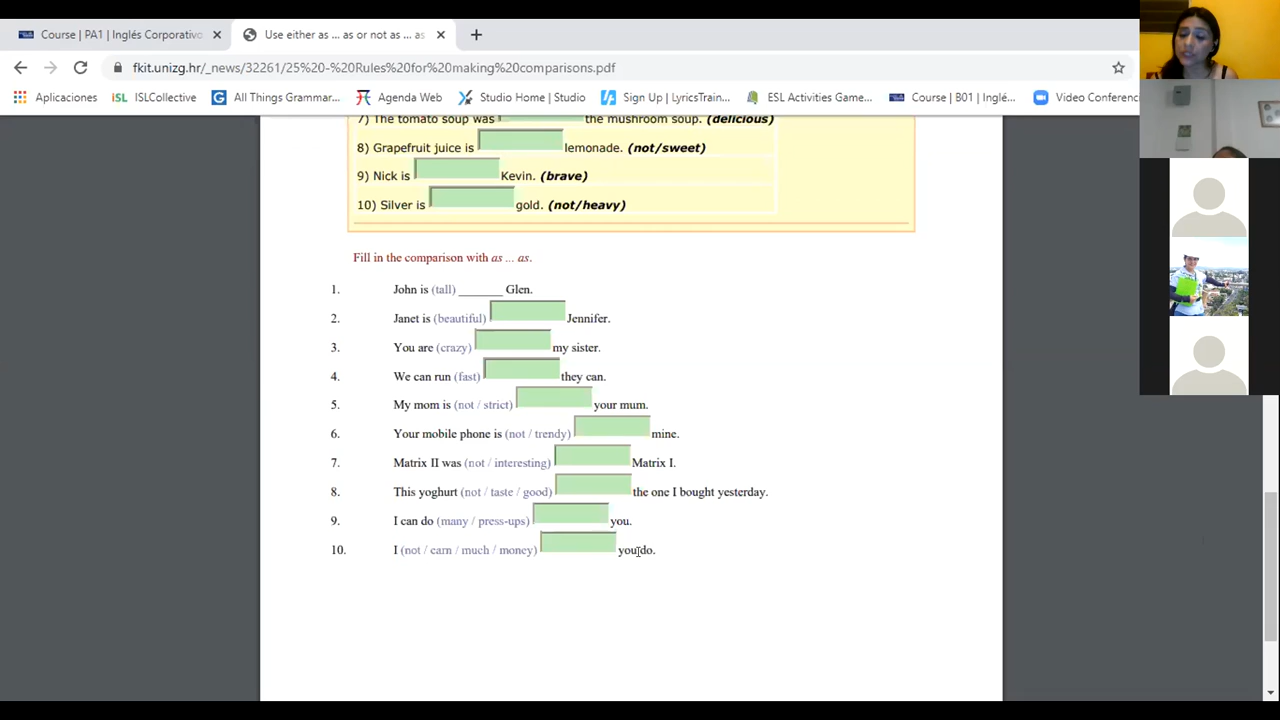 Course | PA1 | Inglés Corporativo
Use either as ... as or not as ... as
fkit.unizg.hr/_news/32261/25%20-%20Rules%20for%20making%20comparisons.pdf
Aplicaciones
iSL ISLCollective
All Things Grammar...
Agenda Web
Studio Home | Studio
Sign Up | LyricsTrain...
ESL Activities Game...
Course | B01 | Inglé...
Video Conferenc
7) The tomato soup was the mushroom soup. (delicious)
8) Grapefruit juice is lemonade. (not/sweet)
9) Nick is Kevin. (brave)
10) Silver is gold. (not/heavy)
Fill in the comparison with as ... as.
1. John is (tall) _______ Glen.
2. Janet is (beautiful) Jennifer.
3. You are (crazy) my sister.
4. We can run (fast) they can.
5. My mom is (not / strict) your mum.
6. Your mobile phone is (not / trendy) mine.
7. Matrix II was (not / interesting) Matrix I.
8. This yoghurt (not / taste / good) the one I bought yesterday.
9. I can do (many / press-ups) you.
10. I (not / earn / much / money) you do.